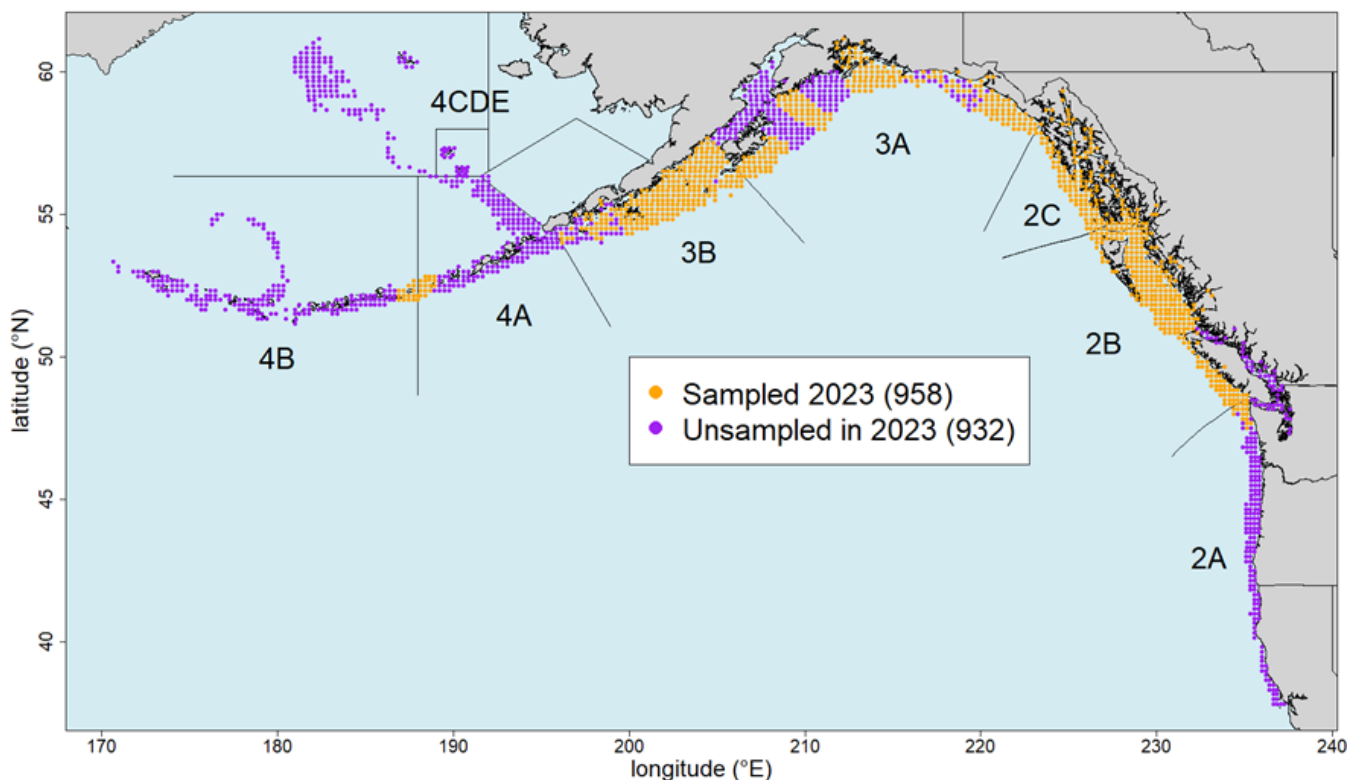 60
55
50
45
40
latitude (°N)
4CDE
3A
2C
3B
4A
4B
2B
2A
Sampled 2023 (958)
Unsampled in 2023 (932)
170
180
190
200
210
220
230
240
longitude (°E)